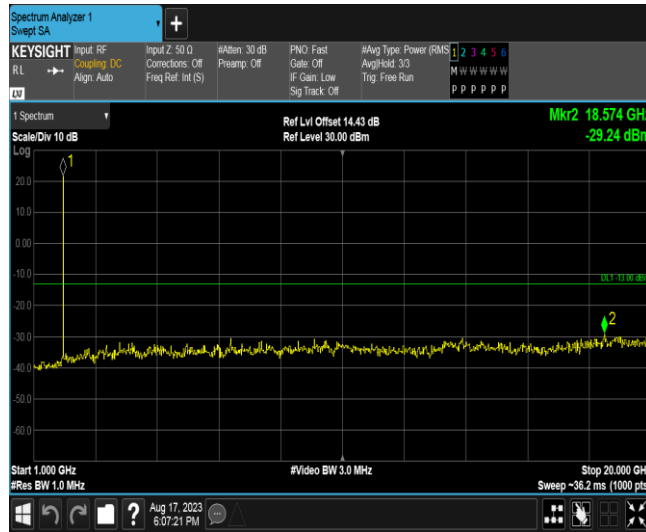 Spectrum Analyzer 1
Swept SA
+
KEYSIGHT Input: RF Input Z: 50 Ω #Atten: 30 dB PNO: Fast #Avg Type: Power (RMS 1 2 3 4 5 6
RL Coupling: DC Corrections: Off Preamp: Off Gate: Off Avg|Hold: 3/3 M W W W W W
Align: Auto Freq Ref: Int (S) IF Gain: Low Trig: Free Run
Sig Track: Off P P P P P P
LXI
1 Spectrum Ref Lvl Offset 14.43 dB Mkr2 18.574 GHz
Scale/Div 10 dB Ref Level 30.00 dBm -29.24 dBm
Log
1
20.0
10.0
0.00
-10.0
DL1 -13.00 dBm
-20.0
2
-30.0
-40.0
-50.0
-60.0
Start 1.000 GHz #Video BW 3.0 MHz Stop 20.000 GHz
#Res BW 1.0 MHz Sweep ~36.2 ms (1000 pts)
? Aug 17, 2023
6:07:21 PM